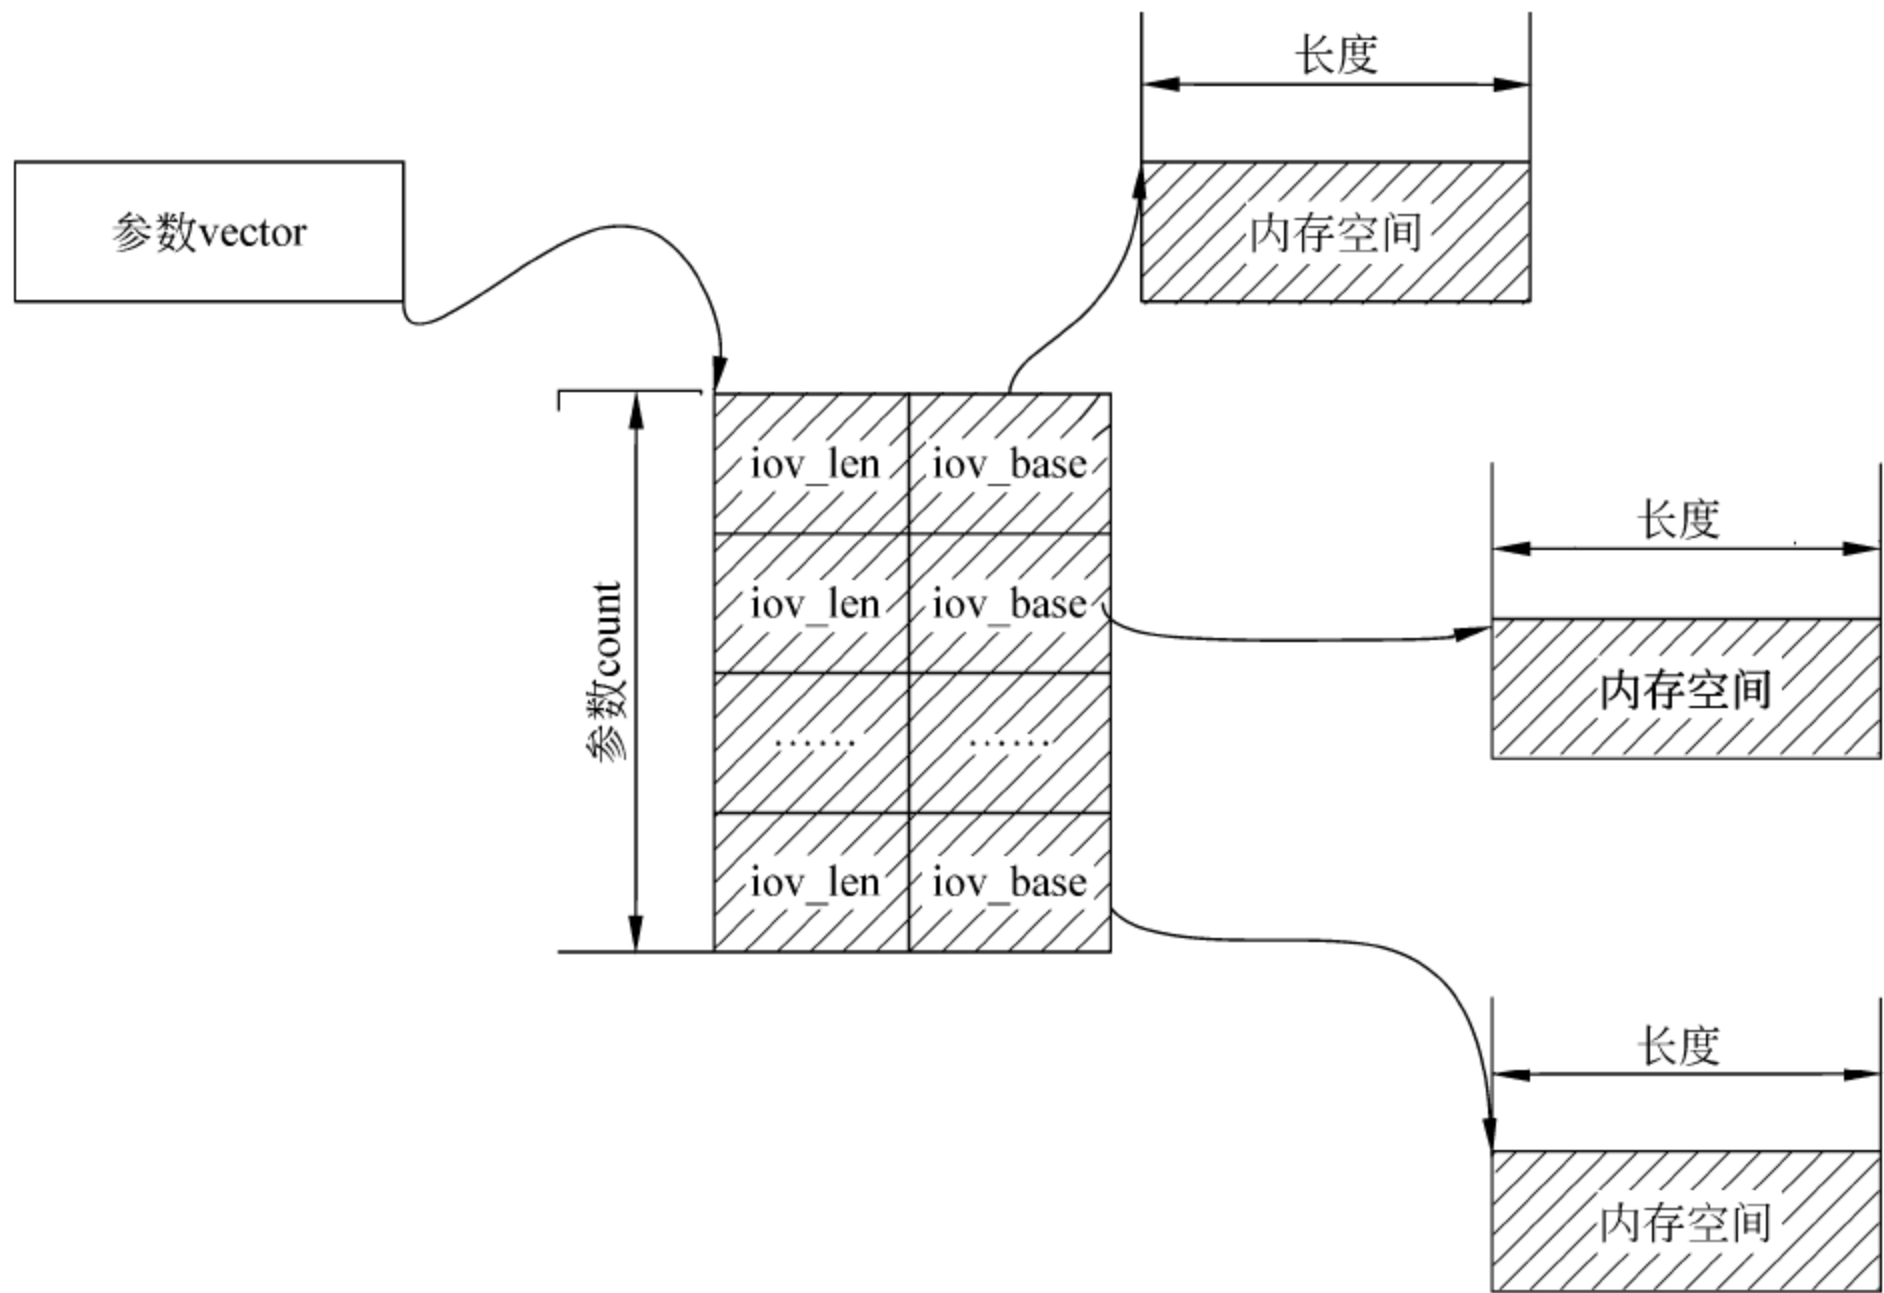 长度
参数vector
内存空间
iov_len iov_base
长度
iov_len iov_base
参数count
内存空间
...... ......
iov_len iov_base
长度
内存空间